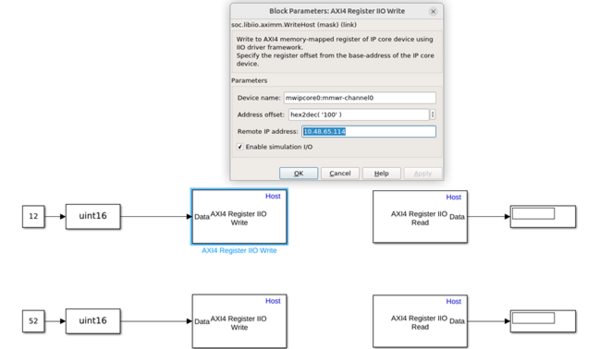 Block Parameters: AXI4 Register IIO Write
soc.libiio.aximm.WriteHost (mask) (link)
Write to AXI4 memory-mapped register of IP core device using
IIO driver framework.
Specify the register offset from the base-address of the IP core
device.
Parameters
Device name: mwipcore0:mmwr-channel0
Address offset: hex2dec( '100' )
Remote IP address: 10.48.65.114
Enable simulation I/O
OK Cancel Help Apply
12
uint16
Host
Data
AXI4 Register IIO
Write
AXI4 Register IIO Write
Host
AXI4 Register IIO
Read
Data
52
uint16
Host
Data
AXI4 Register IIO
Write
Host
AXI4 Register IIO
Read
Data